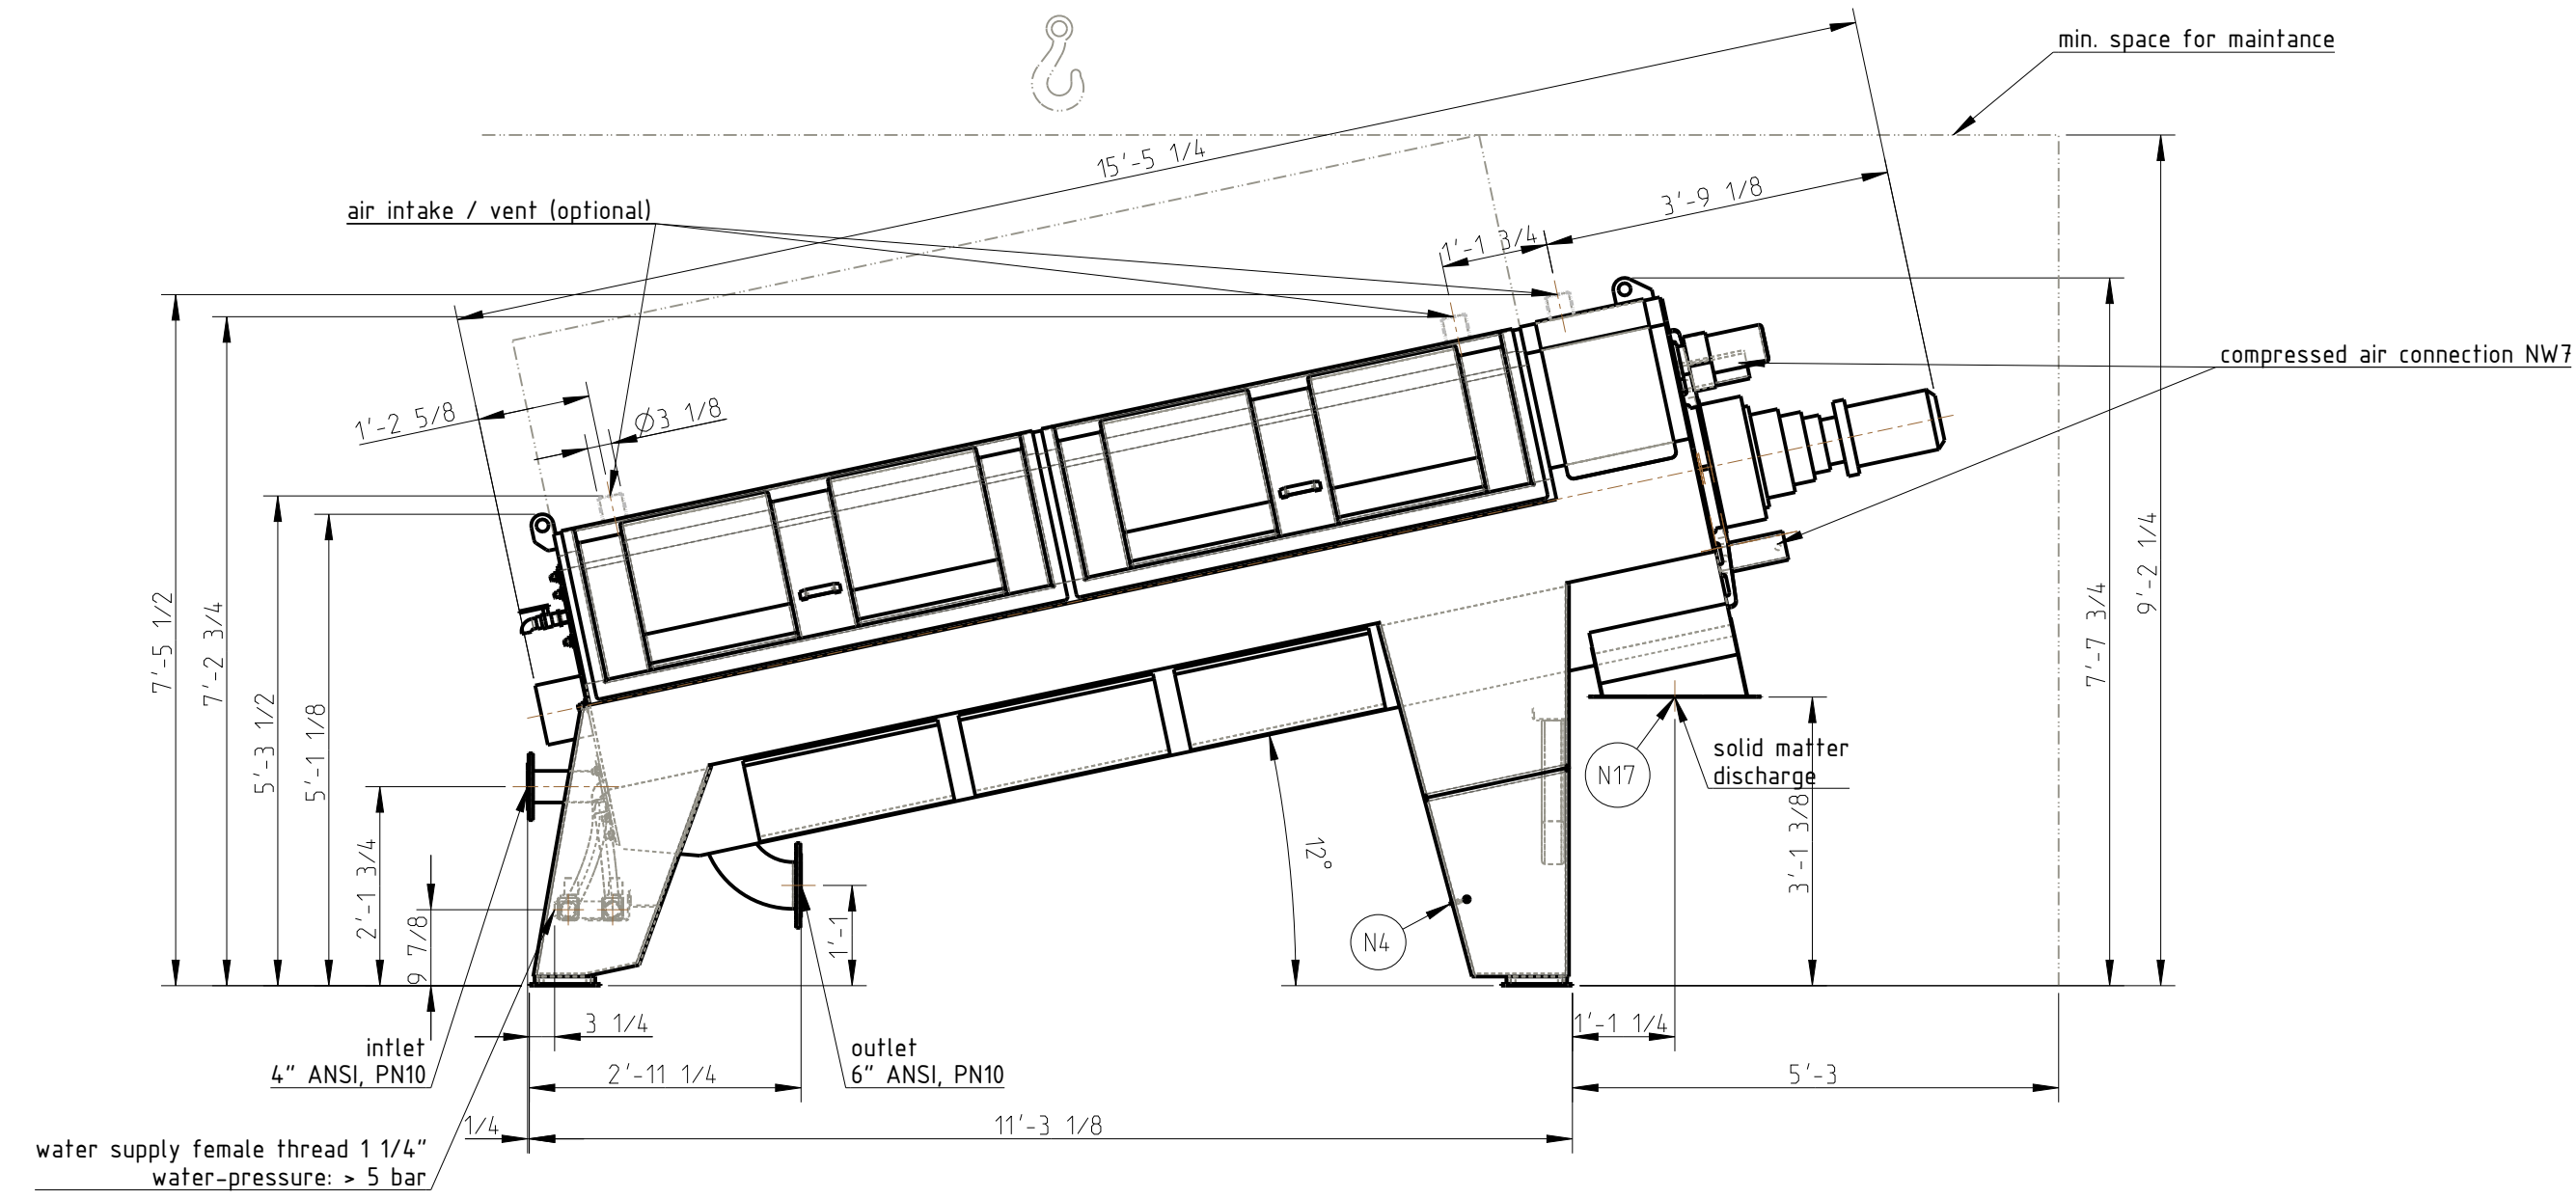 min. space for maintance
15'-5 1/4
3'-9 1/8
air intake / vent (optional)
1'-1 3/4
compressed air connection NW7
1'-2 5/8
Ø3 1/8
7'-5 1/2
7'-2 3/4
5'-3 1/2
5'-1 1/8
2'-1 3/4
9 7/8
1'-1
12°
N4
N17
solid matter
discharge
3'-1 3/8
7'-7 3/4
9'-2 1/4
3 1/4
1'-1 1/4
intlet
4" ANSI, PN10
outlet
6" ANSI, PN10
2'-11 1/4
5'-3
1/4
11'-3 1/8
water supply female thread 1 1/4"
water-pressure: > 5 bar